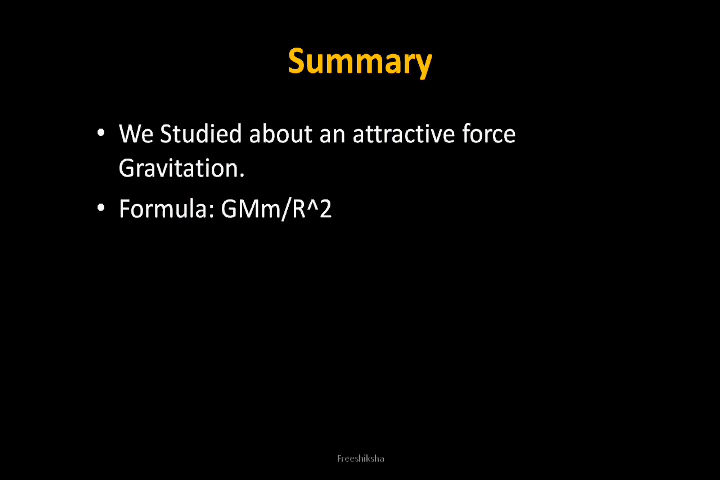 Summary
• We Studied about an attractive force
Gravitation.
• Formula: GMm/R^2
Freeshiksha